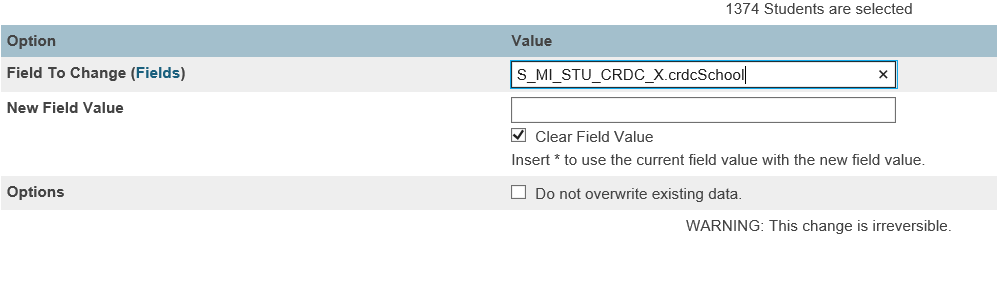 1374 Students are selected
Option Value
Field To Change (Fields) S_MI_STU_CRDC_X.crdcSchool ×
New Field Value
Clear Field Value
Insert * to use the current field value with the new field value.
Options Do not overwrite existing data.
WARNING: This change is irreversible.